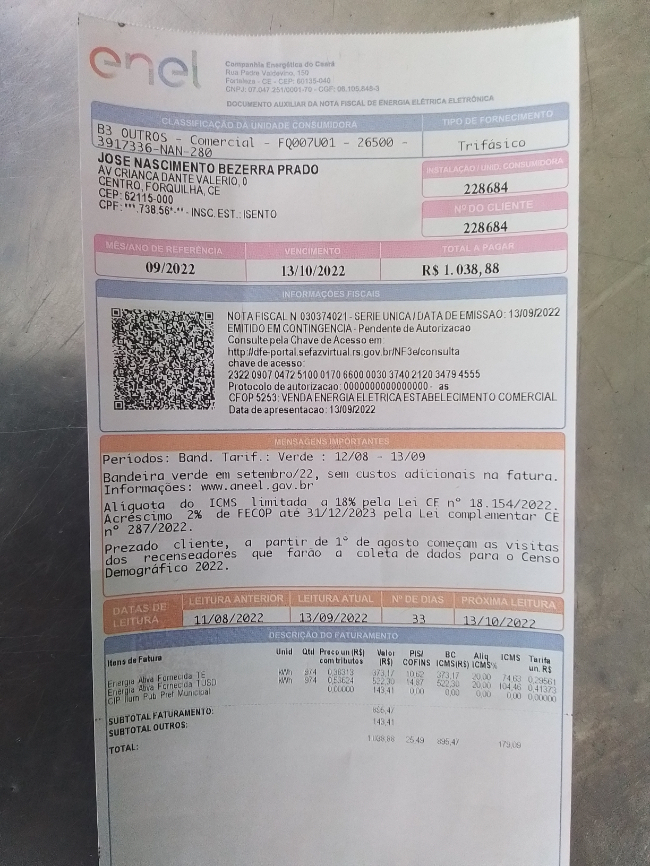 enel
Companhia Energética do Ceará
Rua Padre Valdevino, 150
Fortaleza - CE - CEP: 60135-040
CNPJ: 07.047.251/0001-70 - CGF: 06.105.848-3
DOCUMENTO AUXILIAR DA NOTA FISCAL DE ENERGIA ELÉTRICA ELETRÔNICA
CLASSIFICAÇÃO DA UNIDADE CONSUMIDORA
TIPO DE FORNECIMENTO
B3 OUTROS - Comercial - FQ007U01 - 26500 -
3917336-NAN-280
Trifásico
JOSE NASCIMENTO BEZERRA PRADO
AV CRIANCA DANTE VALERIO, 0
CENTRO, FORQUILHA, CE
CEP: 62115-000
CPF: ***.738.56*-** - INSC. EST.: ISENTO
INSTALAÇÃO / UNID. CONSUMIDORA
228684
Nº DO CLIENTE
228684
MÊS/ANO DE REFERÊNCIA VENCIMENTO TOTAL A PAGAR
09/2022 13/10/2022 R$ 1.038,88
INFORMAÇÕES FISCAIS
NOTA FISCAL N 030374021 - SERIE UNICA / DATA DE EMISSAO: 13/09/2022
EMITIDO EM CONTINGENCIA - Pendente de Autorizacao
Consulte pela Chave de Acesso em
http://dfe-portal.sefazvirtual.rs.gov.br/NF3e/consulta
chave de acesso:
2322 0907 0472 5100 0170 6600 0030 3740 2120 3479 4555
Protocolo de autorizacao: 0000000000000000 - as
CFOP 5253: VENDA ENERGIA ELETRICA ESTABELECIMENTO COMERCIAL
Data de apresentacao: 13/09/2022
MENSAGENS IMPORTANTES
Períodos: Band. Tarif.: Verde : 12/08 - 13/09
Bandeira verde em setembro/22, sem custos adicionais na fatura.
Informações: www.aneel.gov.br
Alíquota do ICMS limitada a 18% pela Lei CE nº 18.154/2022.
Acréscimo 2% de FECOP até 31/12/2023 pela Lei complementar CE
nº 287/2022.
Prezado cliente, a partir de 1º de agosto começam as visitas
dos recenseadores que farão a coleta de dados para o Censo
Demográfico 2022.
DATAS DE LEITURA
LEITURA ANTERIOR LEITURA ATUAL Nº DE DIAS PRÓXIMA LEITURA
11/08/2022 13/09/2022 33 13/10/2022
DESCRIÇÃO DO FATURAMENTO
Itens de Fatura Unid Qtd Preço un (R$) com tributos Valor (R$) PIS/ COFINS BC ICMS(R$) Aliq ICMS% ICMS Tarifa un. R$
Energia Ativa Fornecida TE kWh 974 0,38313 373,17 10,62 373,17 20,00 74,63 0,29561
Energia Ativa Fornecida TUSD kWh 974 0,53624 522,30 14,87 522,30 20,00 104,46 0,41373
CIP Ilum Pub Pref Municipal 0,00000 143,41 0,00 0,00 0,00 0,00 0,00000
SUBTOTAL FATURAMENTO: 895,47
SUBTOTAL OUTROS: 143,41
TOTAL: 1.038,88 25,49 895,47 179,09